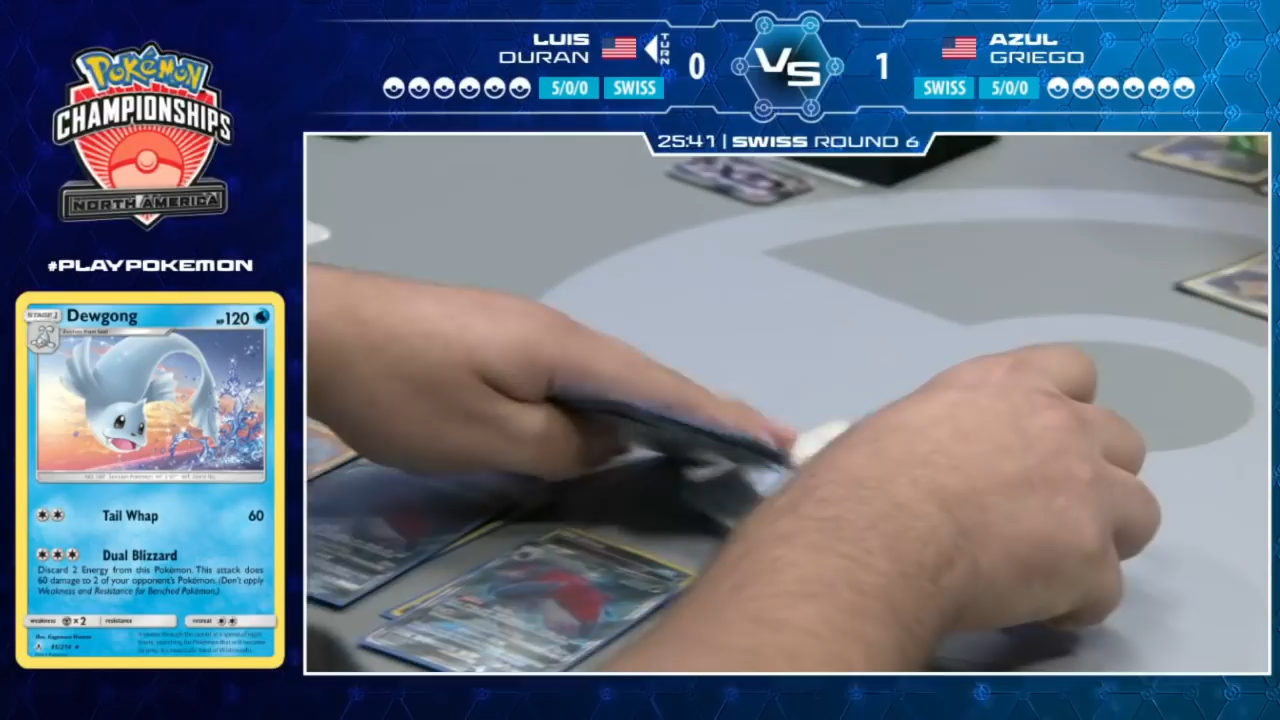 POKÉMON
CHAMPIONSHIPS
NORTH AMERICA
#PLAYPOKEMON
LUIS
DURAN
TURN
0
VS
1
AZUL
GRIEGO
5/0/0
SWISS
SWISS
5/0/0
25:41 | SWISS ROUND 6
STAGE 1
Dewgong
HP120
Tail Whap 60
Dual Blizzard
Discard 2 Energy from this Pokémon. This attack does
60 damage to 2 of your opponent's Pokémon. (Don't apply
Weakness and Resistance for Benched Pokémon.)
weakness ×2 resistance retreat